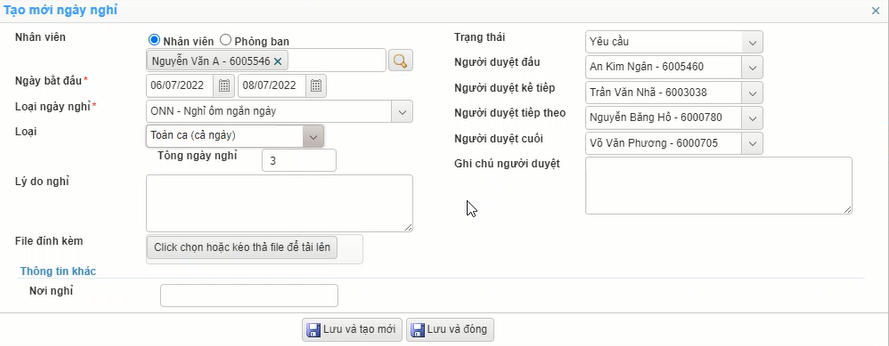 Tạo mới ngày nghỉ
Nhân viên
Nhân viên Phòng ban
Nguyễn Văn A - 6005546
Ngày bắt đầu*
06/07/2022 08/07/2022
Loại ngày nghỉ*
ONN - Nghỉ ốm ngắn ngày
Loại
Toàn ca (cả ngày)
Tổng ngày nghỉ
3
Lý do nghỉ
File đính kèm
Click chọn hoặc kéo thả file để tải lên
Trạng thái
Yêu cầu
Người duyệt đầu
An Kim Ngân - 6005460
Người duyệt kế tiếp
Trần Văn Nhã - 6003038
Người duyệt tiếp theo
Nguyễn Băng Hồ - 6000780
Người duyệt cuối
Võ Văn Phương - 6000705
Ghi chú người duyệt
Thông tin khác
Nơi nghỉ
Lưu và tạo mới
Lưu và đóng